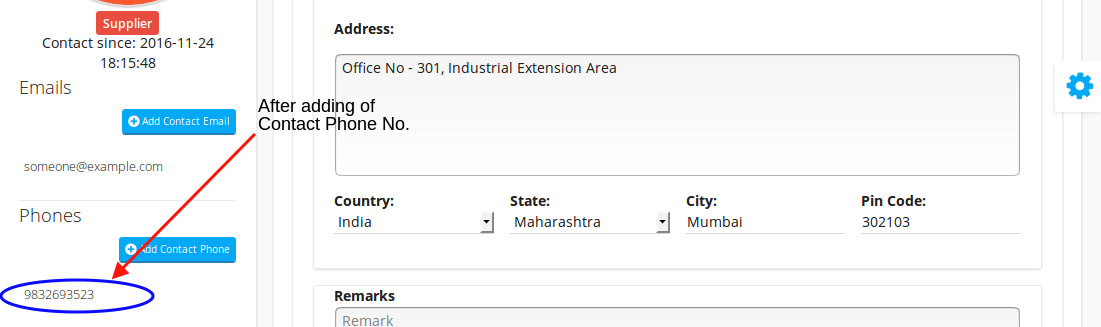 Supplier
Contact since: 2016-11-24
18:15:48
Emails
Add Contact Email
someone@example.com
Phones
Add Contact Phone
9832693523
After adding of
Contact Phone No.
Address:
Office No - 301, Industrial Extension Area
Country: State: City: Pin Code:
India Maharashtra Mumbai 302103
Remarks
Remark